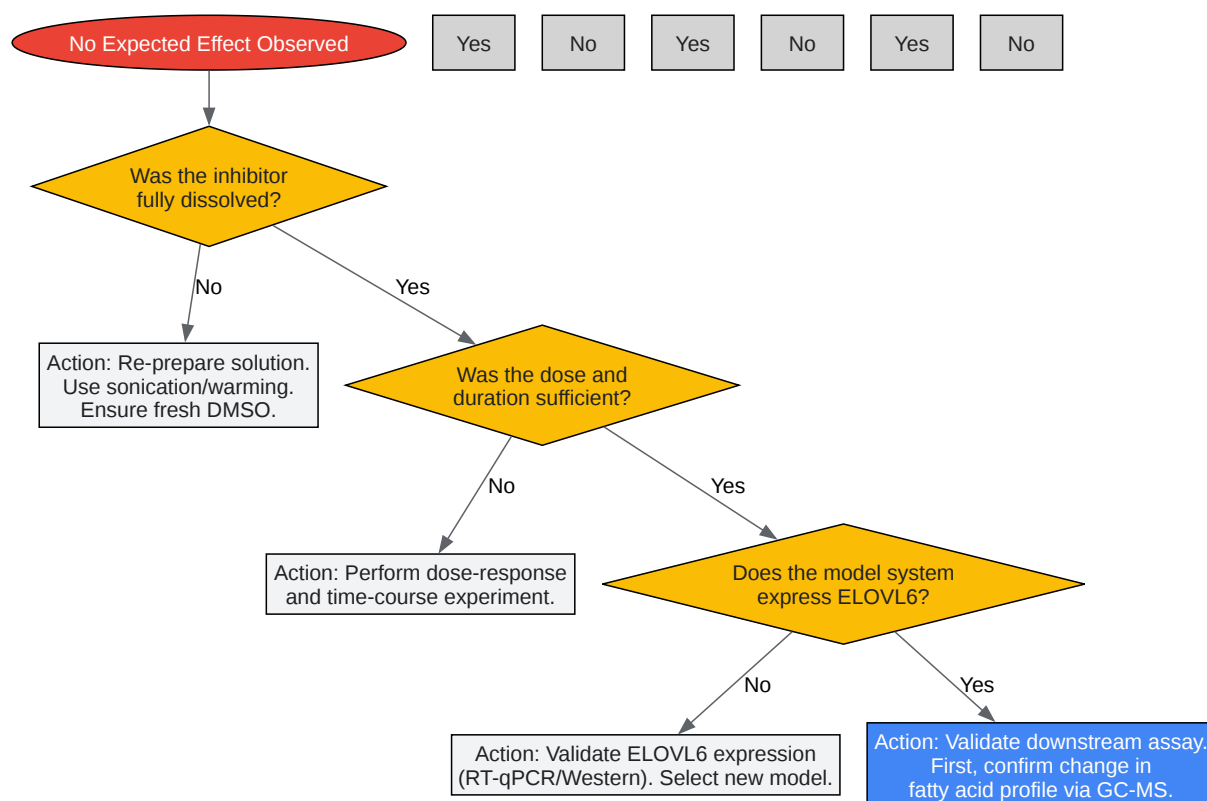 No Expected Effect Observed
Yes
No
Yes
No
Yes
No
Was the inhibitor
fully dissolved?
No
Yes
Action: Re-prepare solution.
Use sonication/warming.
Ensure fresh DMSO.
Was the dose and
duration sufficient?
No
Yes
Action: Perform dose-response
and time-course experiment.
Does the model system
express ELOVL6?
No
Yes
Action: Validate ELOVL6 expression
(RT-qPCR/Western). Select new model.
Action: Validate downstream assay.
First, confirm change in
fatty acid profile via GC-MS.